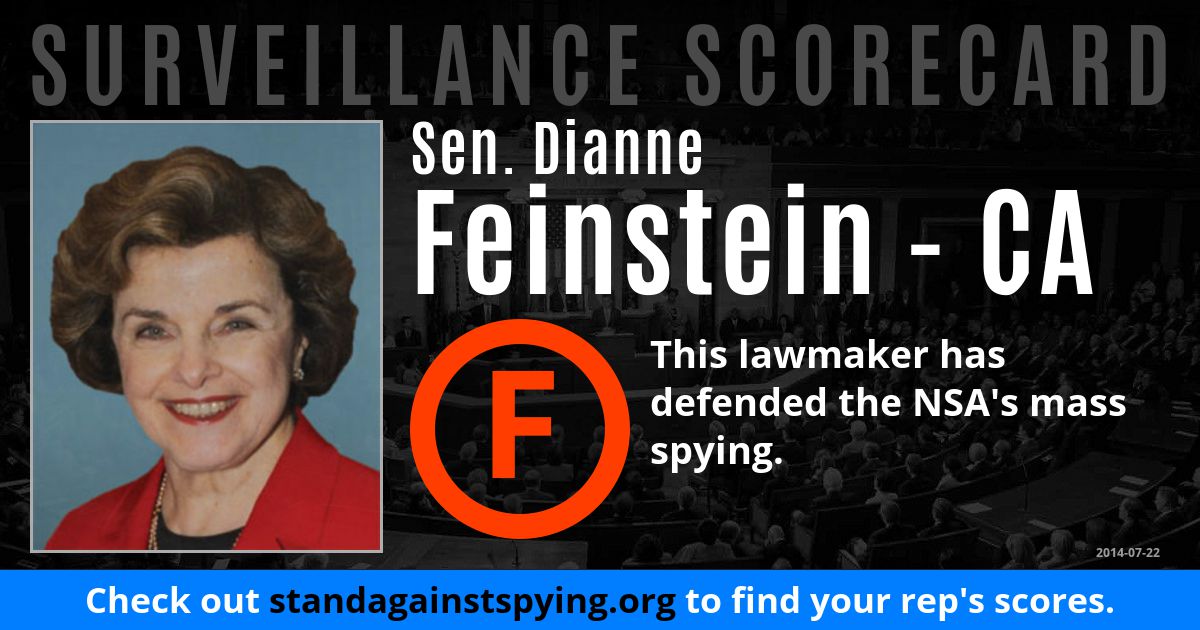 SURVEILLANCE SCORECARD
Sen. Dianne
Feinstein - CA
F
This lawmaker has
defended the NSA's mass
spying.
2014-07-22
Check out standagainstspying.org to find your rep's scores.